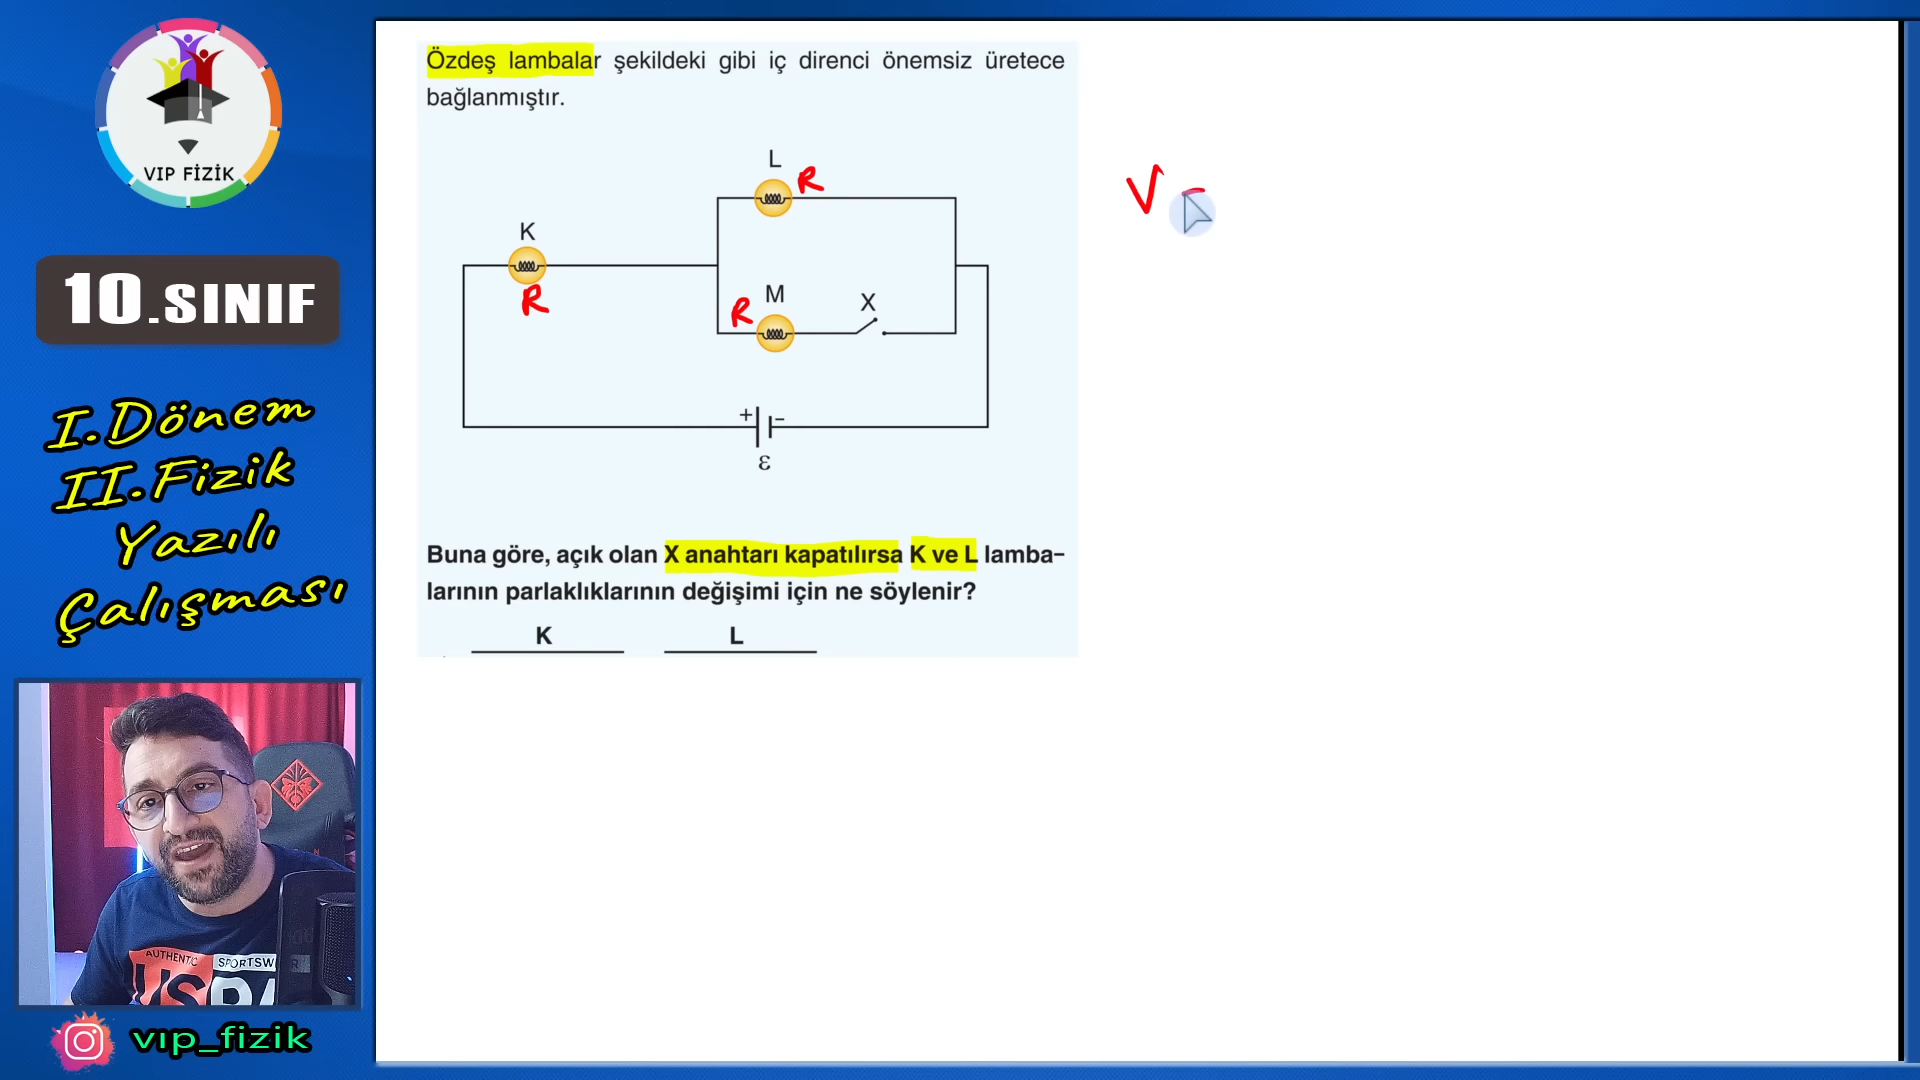 VIP FİZİK
10.SINIF
I.Dönem
II.Fizik
Yazılı
Çalışması
vıp_fizik
AUTHENTIC
SPORTSW
Özdeş lambalar şekildeki gibi iç direnci önemsiz üretece
bağlanmıştır.
L
R
K
R
M
R
X
+
-
ε
V =
Buna göre, açık olan X anahtarı kapatılırsa K ve L lamba-
larının parlaklıklarının değişimi için ne söylenir?
K L